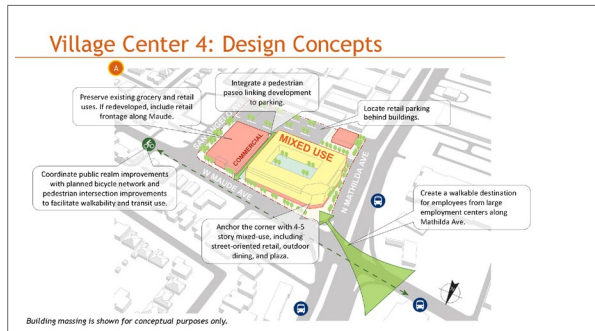 Village Center 4: Design Concepts
A
Integrate a pedestrian
paseo linking development
to parking.
Preserve existing grocery and retail
uses. If redeveloped, include retail
frontage along Maude.
Locate retail parking
behind buildings.
COMMERCIAL
MIXED USE
W MAUDE AVE
N MATHILDA AVE
Coordinate public realm improvements
with planned bicycle network and
pedestrian intersection improvements
to facilitate walkability and transit use.
Create a walkable destination
for employees from large
employment centers along
Mathilda Ave.
Anchor the corner with 4-5
story mixed-use, including
street-oriented retail, outdoor
dining, and plaza.
Building massing is shown for conceptual purposes only.